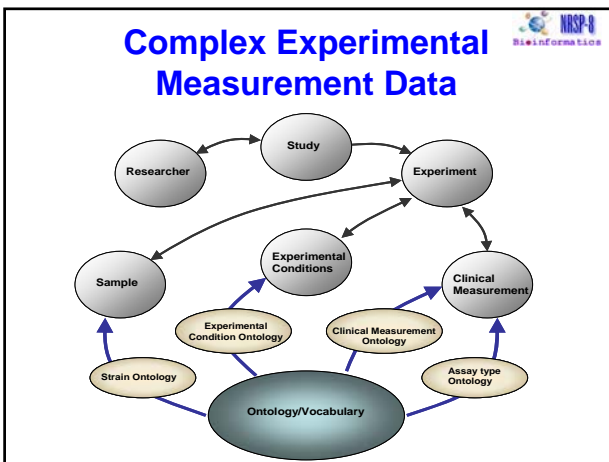 Complex Experimental
Measurement Data
NRSP-8
Bioinformatics
Study
Researcher
Experiment
Experimental
Conditions
Sample
Clinical
Measurement
Experimental
Condition Ontology
Clinical Measurement
Ontology
Strain Ontology
Assay type
Ontology
Ontology/Vocabulary